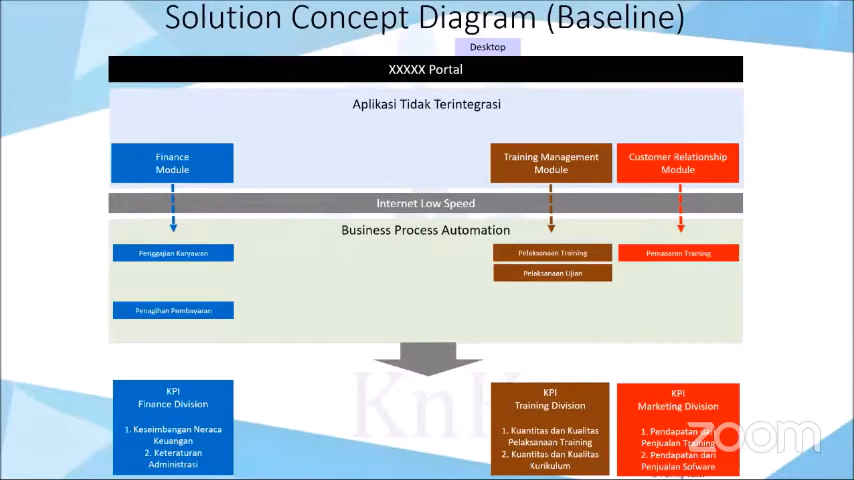 Solution Concept Diagram (Baseline)
Desktop
XXXXX Portal
Aplikasi Tidak Terintegrasi
Finance
Module
Training Management
Module
Customer Relationship
Module
Internet Low Speed
Business Process Automation
Penggajian Karyawan
Pelaksanaan Training
Pemasaran Training
Pelaksanaan Ujian
Penagihan Pembayaran
KPI
Finance Division
1. Keseimbangan Neraca
Keuangan
2. Keteraturan
Administrasi
KPI
Training Division
1. Kuantitas dan Kualitas
Pelaksanaan Training
2. Kuantitas dan Kualitas
Kurikulum
KPI
Marketing Division
1. Pendapatan dari
Penjualan Training
2. Pendapatan dari
Penjualan Sofware
KnK
zoom